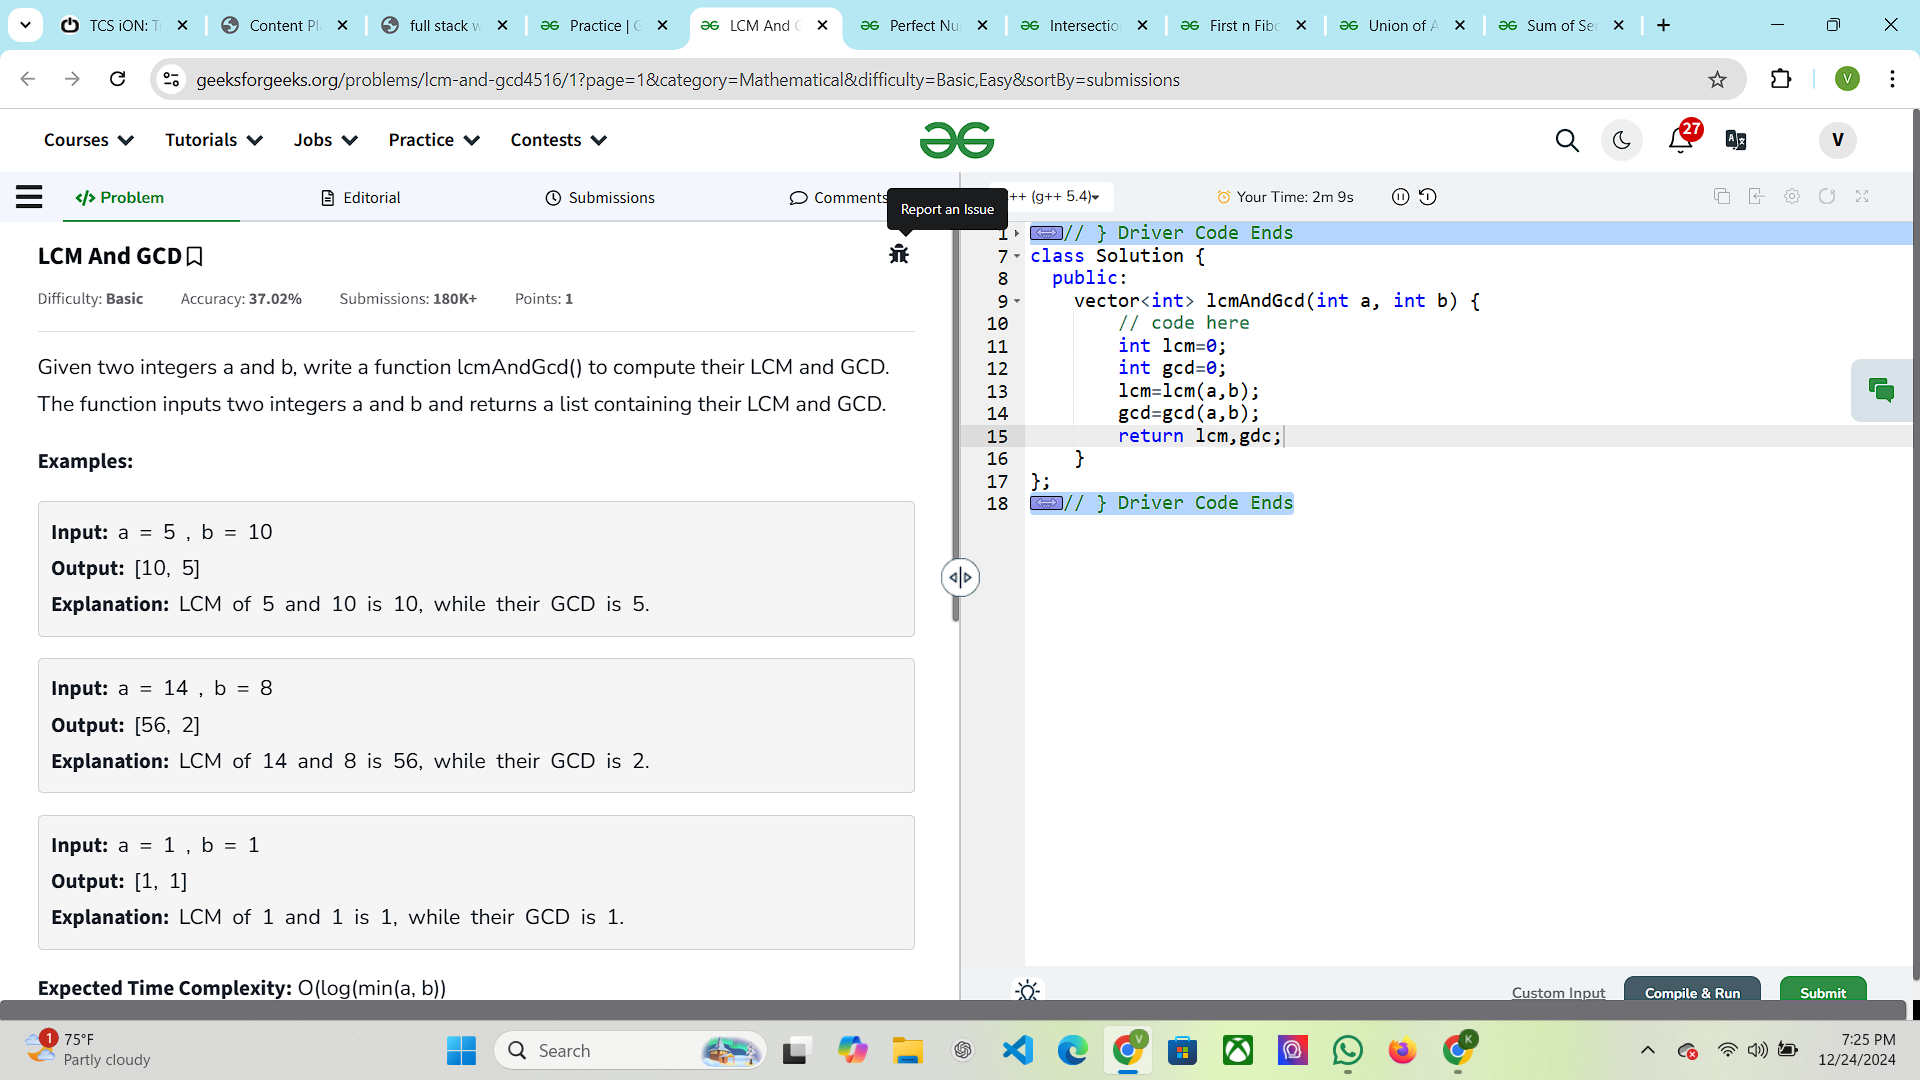 TCS iON: T
Content Pl
full stack w
Practice | G
LCM And G
Perfect Nu
Intersectio
First n Fibo
Union of A
Sum of Se
geeksforgeeks.org/problems/lcm-and-gcd4516/1?page=1&category=Mathematical&difficulty=Basic,Easy&sortBy=submissions
V
Courses
Tutorials
Jobs
Practice
Contests
27
V
</> Problem
Editorial
Submissions
Comments
Report an Issue
++ (g++ 5.4)
Your Time: 2m 9s
LCM And GCD
Difficulty: Basic
Accuracy: 37.02%
Submissions: 180K+
Points: 1
Given two integers a and b, write a function lcmAndGcd() to compute their LCM and GCD.
The function inputs two integers a and b and returns a list containing their LCM and GCD.
Examples:
Input: a = 5 , b = 10
Output: [10, 5]
Explanation: LCM of 5 and 10 is 10, while their GCD is 5.
Input: a = 14 , b = 8
Output: [56, 2]
Explanation: LCM of 14 and 8 is 56, while their GCD is 2.
Input: a = 1 , b = 1
Output: [1, 1]
Explanation: LCM of 1 and 1 is 1, while their GCD is 1.
Expected Time Complexity: O(log(min(a, b))
1 // } Driver Code Ends
7 class Solution {
8 public:
9 vector<int> lcmAndGcd(int a, int b) {
10 // code here
11 int lcm=0;
12 int gcd=0;
13 lcm=lcm(a,b);
14 gcd=gcd(a,b);
15 return lcm,gdc;
16 }
17 };
18 // } Driver Code Ends
Custom Input
Compile & Run
Submit
1
75°F
Partly cloudy
Search
V
K
7:25 PM
12/24/2024